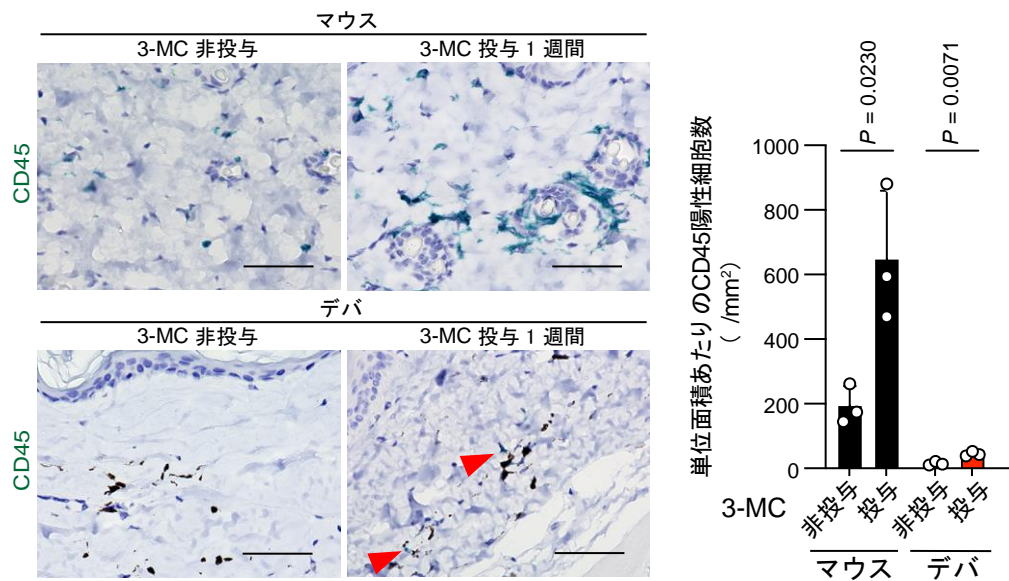 マウス
3-MC 非投与
3-MC 投与 1 週間
CD45
デバ
3-MC 非投与
3-MC 投与 1 週間
CD45
P = 0.0230
P = 0.0071
単位面積あたりのCD45陽性細胞数
( /mm²)
1000
800
600
400
200
0
3-MC
非投与
投与
非投与
投与
マウス
デバ